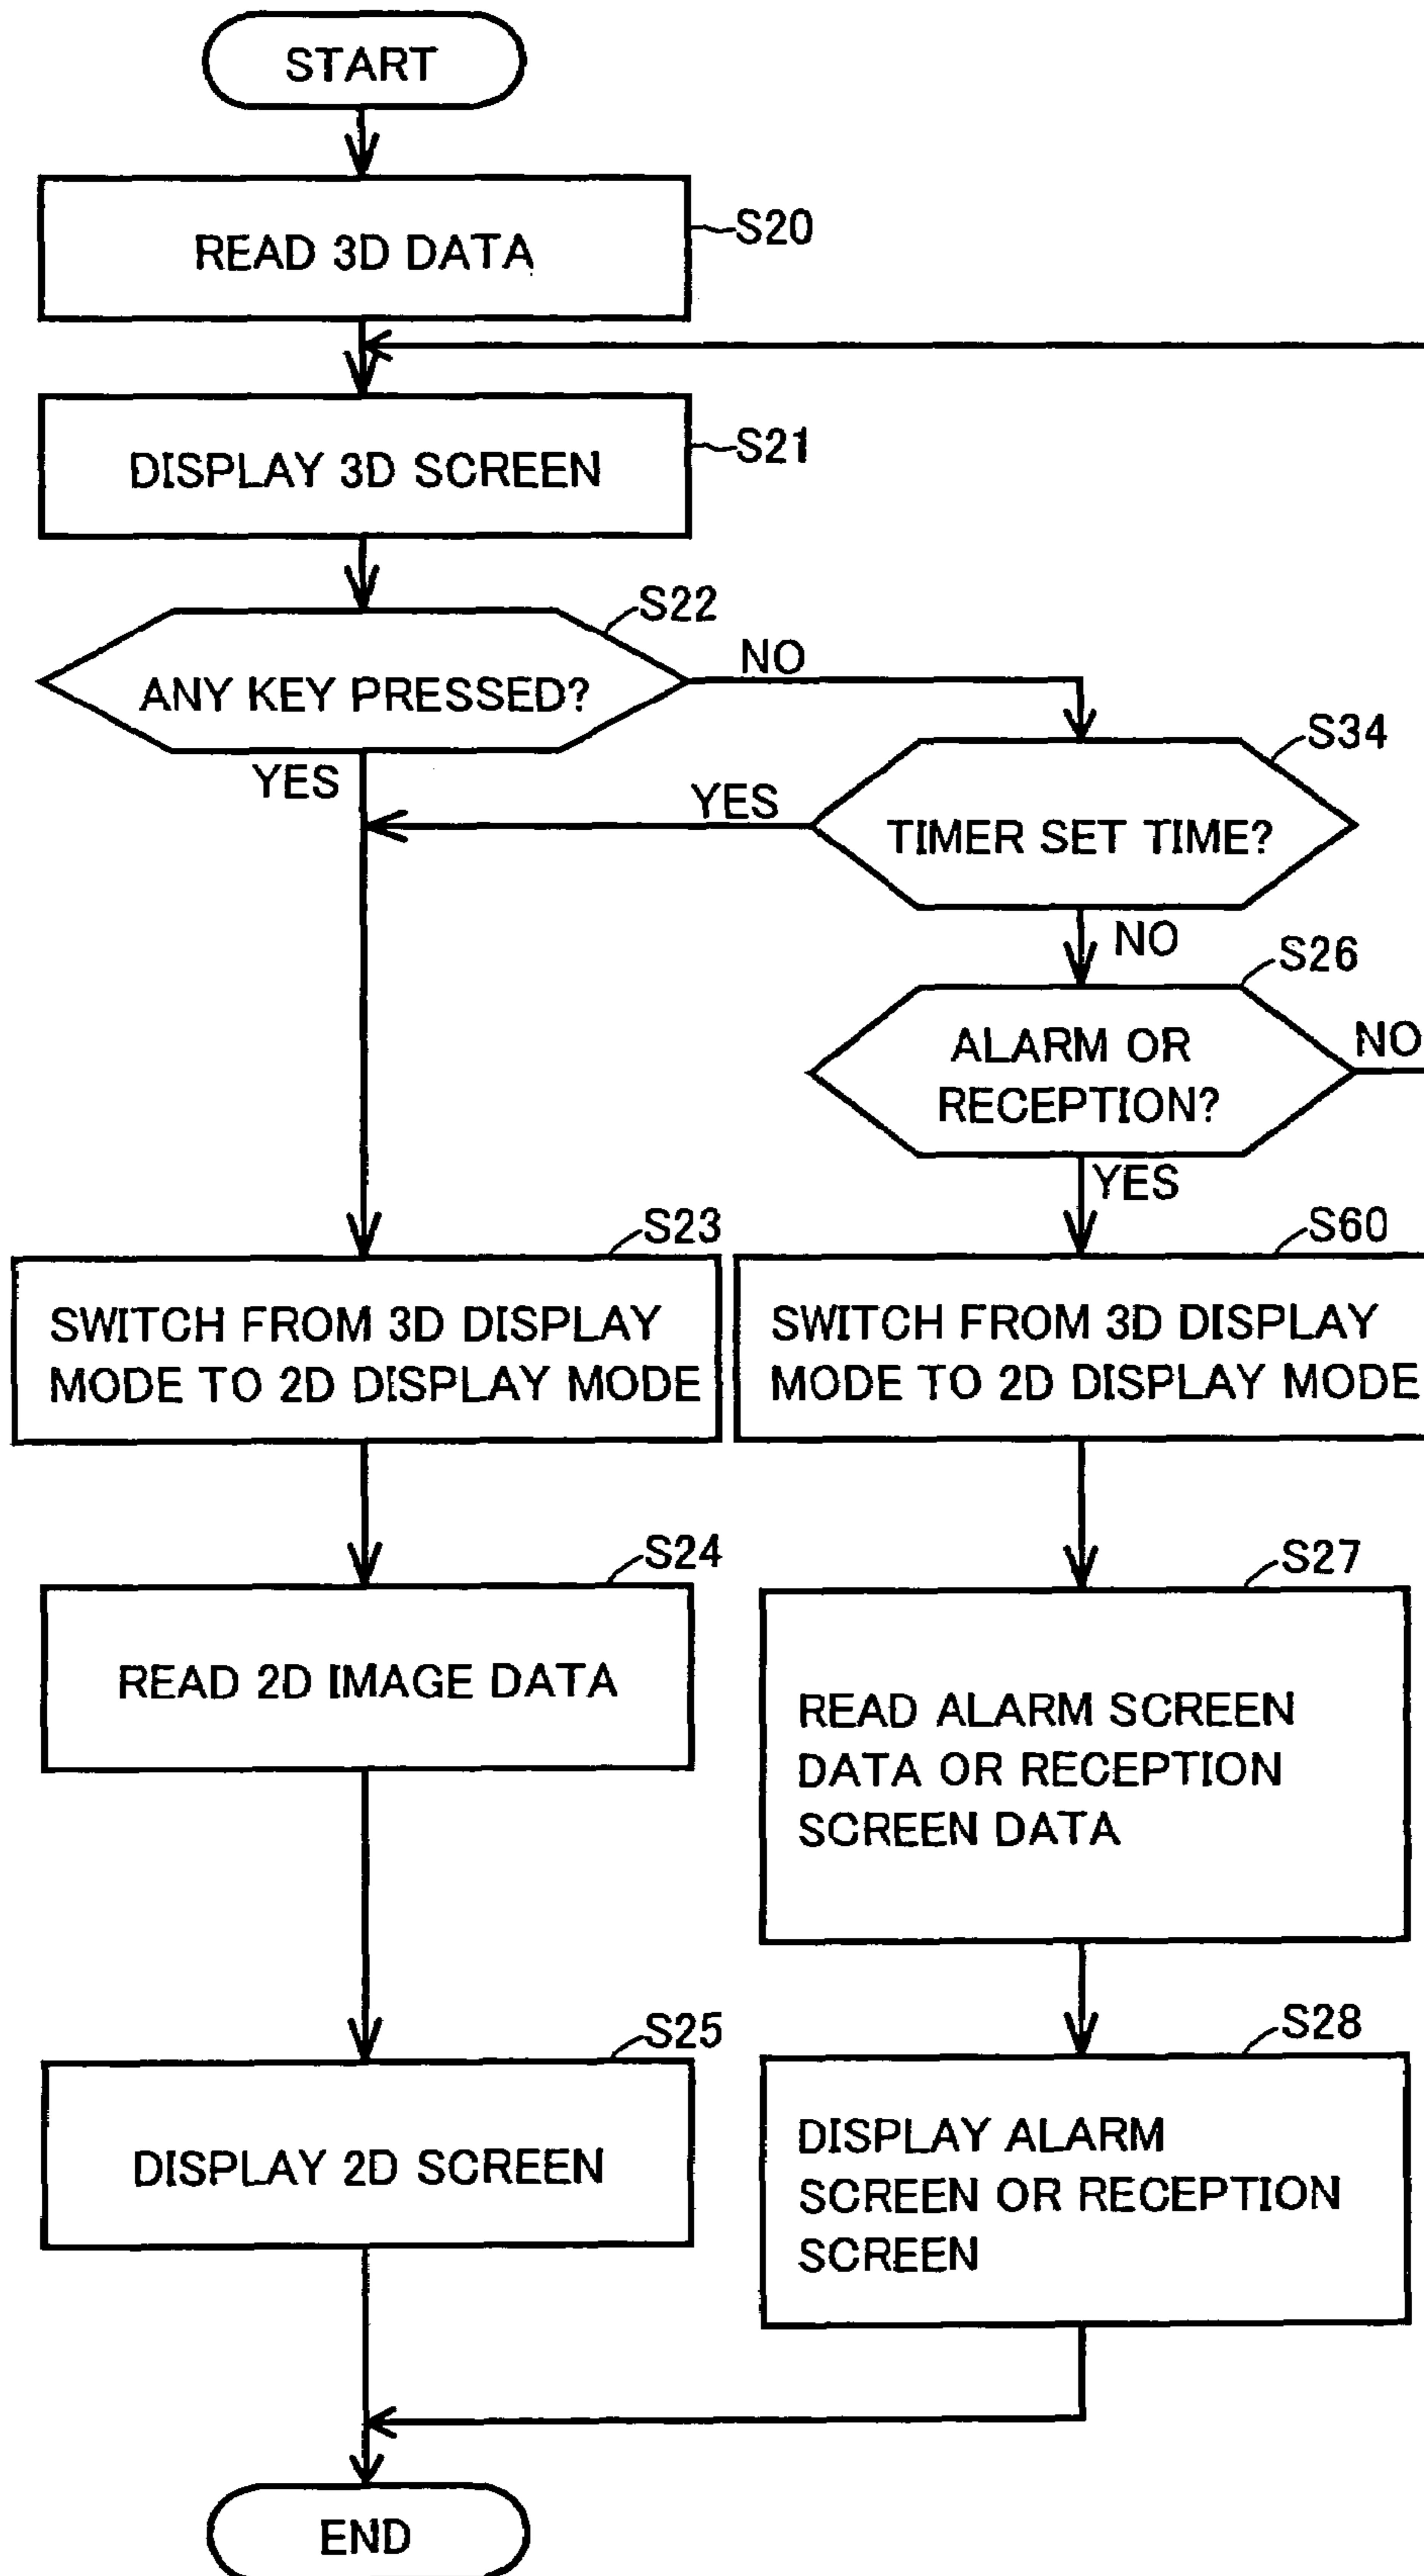 START
READ 3D DATA
S20
DISPLAY 3D SCREEN
S21
S22
ANY KEY PRESSED?
NO
YES
S34
TIMER SET TIME?
YES
NO
S26
ALARM OR
RECEPTION?
NO
YES
S23
SWITCH FROM 3D DISPLAY
MODE TO 2D DISPLAY MODE
S60
SWITCH FROM 3D DISPLAY
MODE TO 2D DISPLAY MODE
S24
READ 2D IMAGE DATA
S27
READ ALARM SCREEN
DATA OR RECEPTION
SCREEN DATA
S25
DISPLAY 2D SCREEN
S28
DISPLAY ALARM
SCREEN OR RECEPTION
SCREEN
END